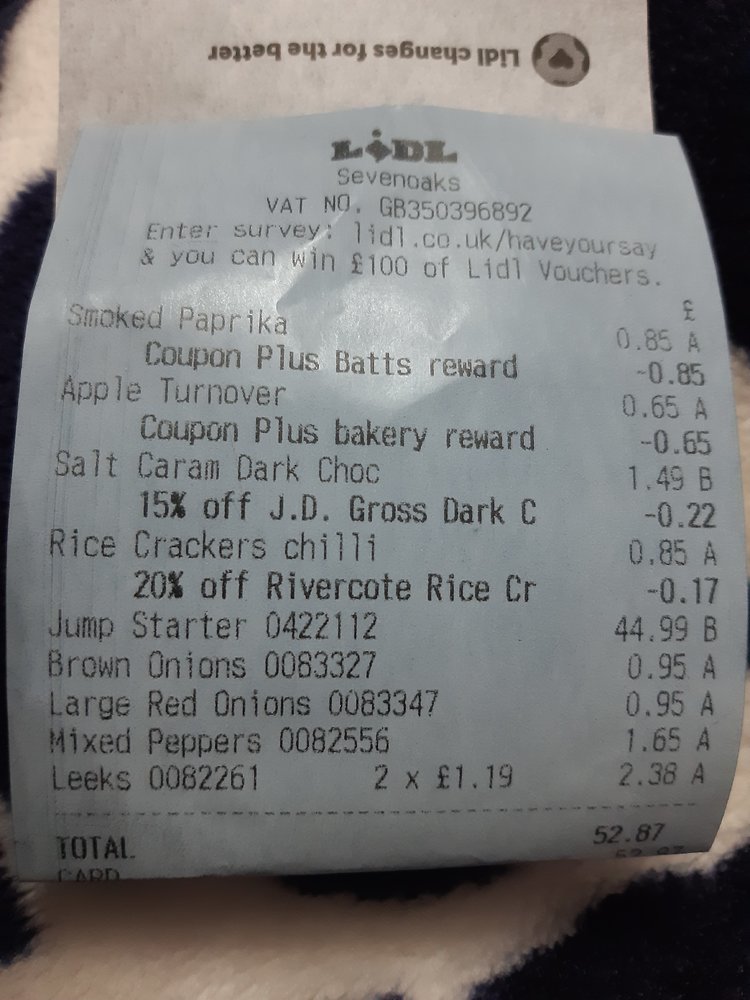 Lidl changes for the better
LiDL
Sevenoaks
VAT NO. GB350396892
Enter survey: lidl.co.uk/haveyoursay
& you can win £100 of Lidl Vouchers.
£
Smoked Paprika 0.85 A
Coupon Plus Batts reward -0.85
Apple Turnover 0.65 A
Coupon Plus bakery reward -0.65
Salt Caram Dark Choc 1.49 B
15% off J.D. Gross Dark C -0.22
Rice Crackers chilli 0.85 A
20% off Rivercote Rice Cr -0.17
Jump Starter 0422112 44.99 B
Brown Onions 0083327 0.95 A
Large Red Onions 0083347 0.95 A
Mixed Peppers 0082556 1.65 A
Leeks 0082261 2 x £1.19 2.38 A
TOTAL 52.87
CARD 52.87